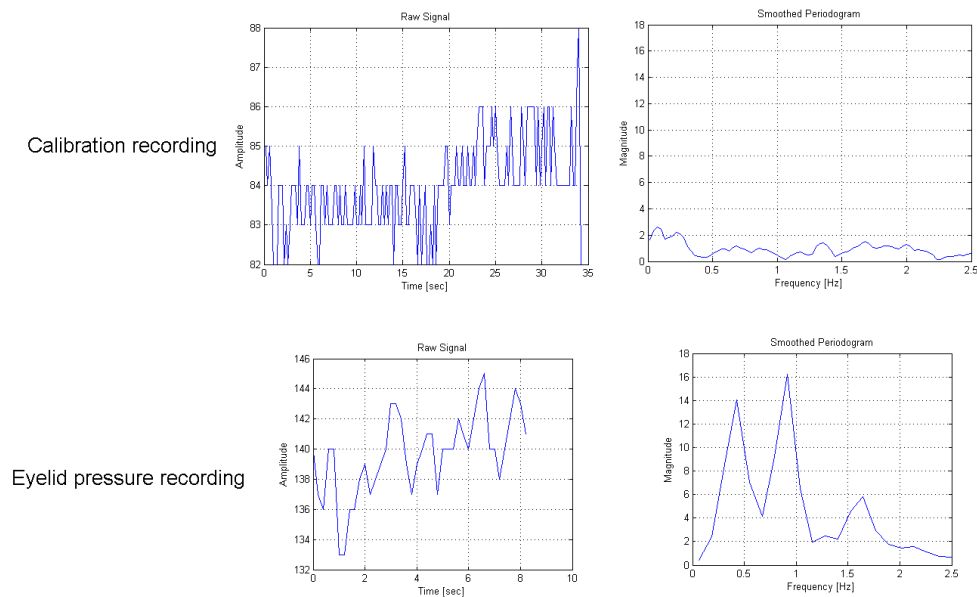 Raw Signal
88
87
86
85
84
83
82
Amplitude
0 5 10 15 20 25 30 35
Time [sec]
Smoothed Periodogram
18
16
14
12
10
8
6
4
2
0
Magnitude
0 0.5 1 1.5 2 2.5
Frequency [Hz]
Calibration recording
Raw Signal
146
144
142
140
138
136
134
132
Amplitude
0 2 4 6 8 10
Time [sec]
Smoothed Periodogram
18
16
14
12
10
8
6
4
2
0
Magnitude
0 0.5 1 1.5 2 2.5
Frequency [Hz]
Eyelid pressure recording